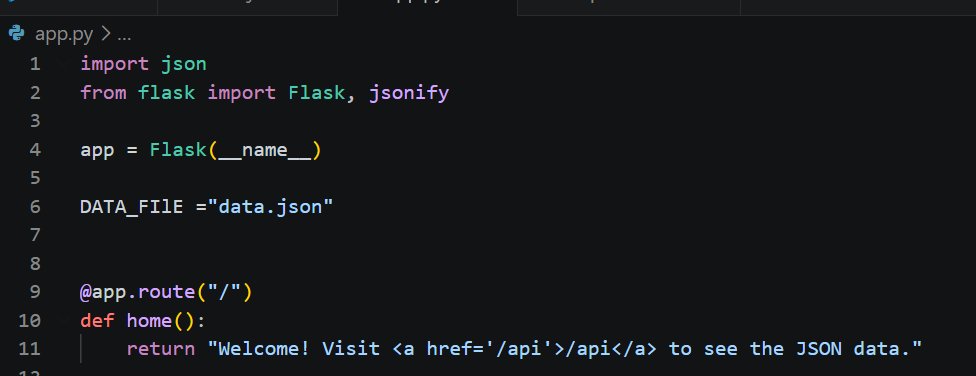 app.py > ...
1 import json
2 from flask import Flask, jsonify
3
4 app = Flask(__name__)
5
6 DATA_FIlE ="data.json"
7
8
9 @app.route("/")
10 def home():
11     return "Welcome! Visit <a href='/api'>/api</a> to see the JSON data."